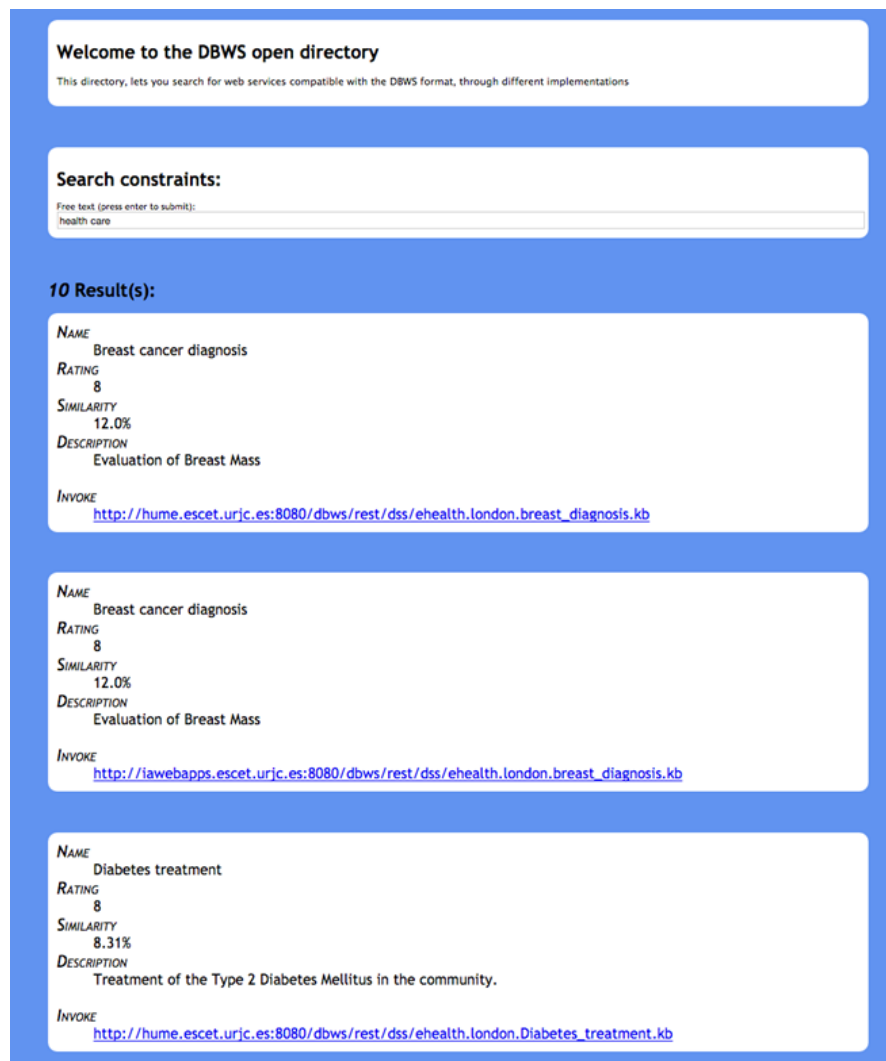 Welcome to the DBWS open directory
This directory, lets you search for web services compatible with the DBWS format, through different implementations
Search constraints:
Free text (press enter to submit):
health care
10 Result(s):
NAME
Breast cancer diagnosis
RATING
8
SIMILARITY
12.0%
DESCRIPTION
Evaluation of Breast Mass
INVOKE
http://hume.escet.urjc.es:8080/dbws/rest/dss/ehealth.london.breast_diagnosis.kb
NAME
Breast cancer diagnosis
RATING
8
SIMILARITY
12.0%
DESCRIPTION
Evaluation of Breast Mass
INVOKE
http://iawebapps.escet.urjc.es:8080/dbws/rest/dss/ehealth.london.breast_diagnosis.kb
NAME
Diabetes treatment
RATING
8
SIMILARITY
8.31%
DESCRIPTION
Treatment of the Type 2 Diabetes Mellitus in the community.
INVOKE
http://hume.escet.urjc.es:8080/dbws/rest/dss/ehealth.london.Diabetes_treatment.kb